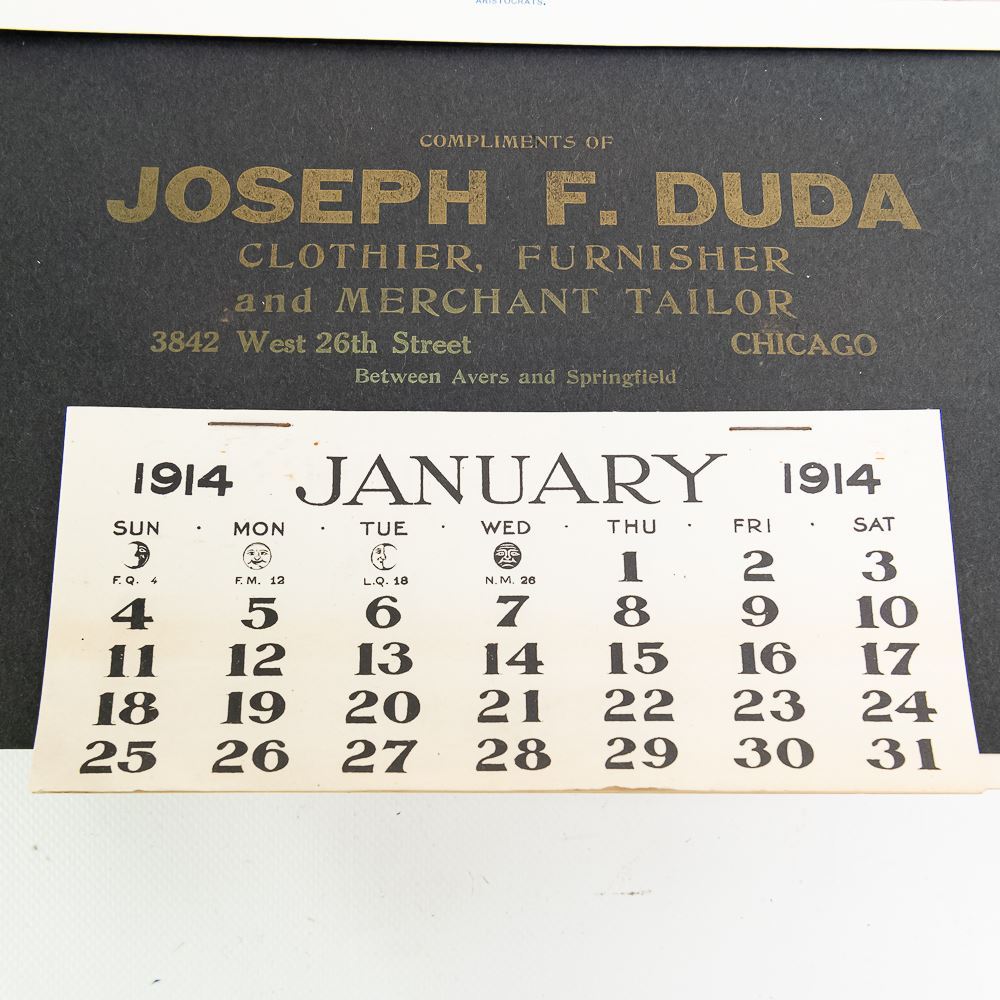 ARISTOCRATS.
COMPLIMENTS OF
JOSEPH F. DUDA
CLOTHIER, FURNISHER
and MERCHANT TAILOR
3842 West 26th Street CHICAGO
Between Avers and Springfield
1914 JANUARY 1914
SUN · MON · TUE · WED · THU · FRI · SAT
F.Q. 4 F.M. 12 L.Q. 18 N.M. 26 1 2 3
4 5 6 7 8 9 10
11 12 13 14 15 16 17
18 19 20 21 22 23 24
25 26 27 28 29 30 31